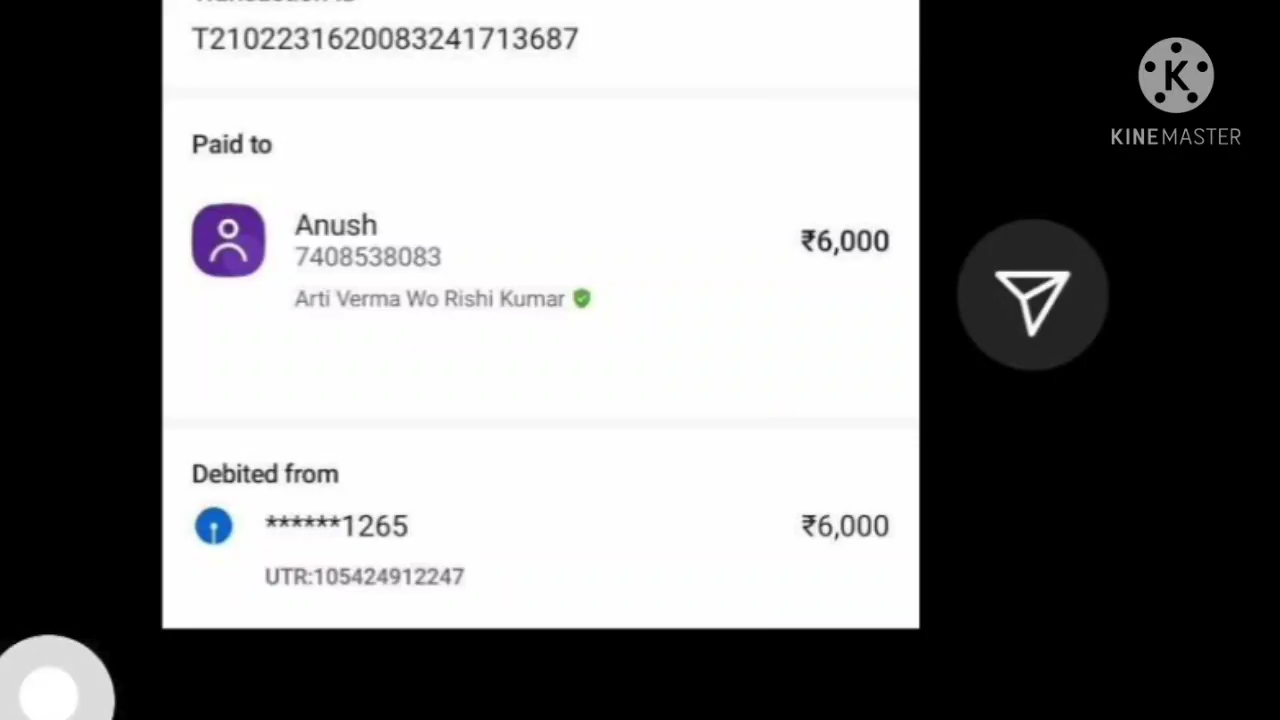 T2102231620083241713687
Paid to
Anush
7408538083
₹6,000
Arti Verma Wo Rishi Kumar
Debited from
******1265
₹6,000
UTR:105424912247
KINEMASTER